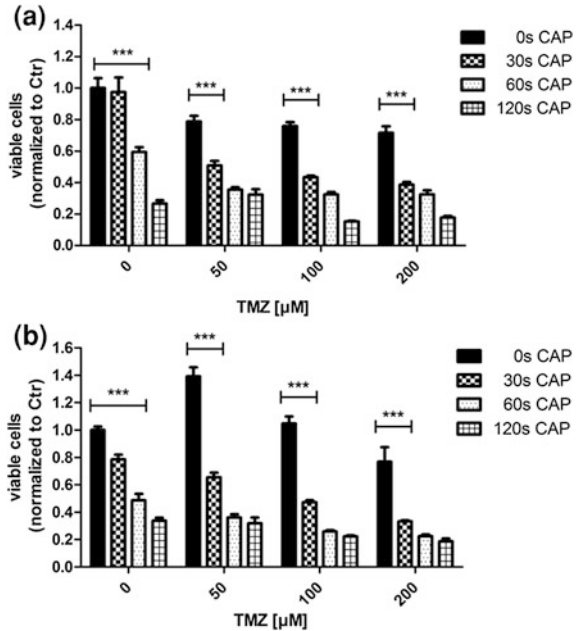 (a)
1.4
1.2
1.0
0.8
0.6
0.4
0.2
0.0
viable cells
(normalized to Ctr)
***
***
***
***
0
50
100
200
TMZ [µM]
0s CAP
30s CAP
60s CAP
120s CAP
(b)
1.6
1.4
1.2
1.0
0.8
0.6
0.4
0.2
0.0
viable cells
(normalized to Ctr)
***
***
***
***
0
50
100
200
TMZ [µM]
0s CAP
30s CAP
60s CAP
120s CAP